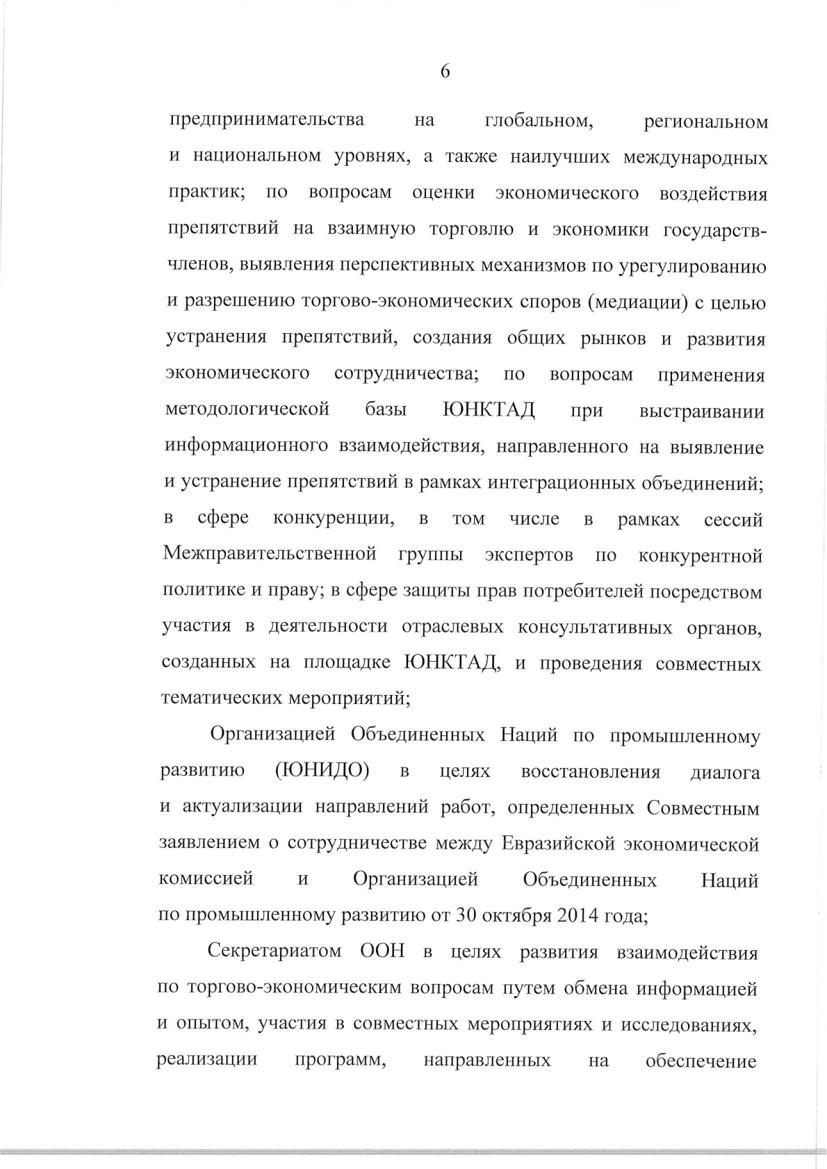 6
предпринимательства на глобальном, региональном
и национальном уровнях, а также наилучших международных
практик; по вопросам оценки экономического воздействия
препятствий на взаимную торговлю и экономики государств-
членов, выявления перспективных механизмов по урегулированию
и разрешению торгово-экономических споров (медиации) с целью
устранения препятствий, создания общих рынков и развития
экономического сотрудничества; по вопросам применения
методологической базы ЮНКТАД при выстраивании
информационного взаимодействия, направленного на выявление
и устранение препятствий в рамках интеграционных объединений;
в сфере конкуренции, в том числе в рамках сессий
Межправительственной группы экспертов по конкурентной
политике и праву; в сфере защиты прав потребителей посредством
участия в деятельности отраслевых консультативных органов,
созданных на площадке ЮНКТАД, и проведения совместных
тематических мероприятий;
Организацией Объединенных Наций по промышленному
развитию (ЮНИДО) в целях восстановления диалога
и актуализации направлений работ, определенных Совместным
заявлением о сотрудничестве между Евразийской экономической
комиссией и Организацией Объединенных Наций
по промышленному развитию от 30 октября 2014 года;
Секретариатом ООН в целях развития взаимодействия
по торгово-экономическим вопросам путем обмена информацией
и опытом, участия в совместных мероприятиях и исследованиях,
реализации программ, направленных на обеспечение